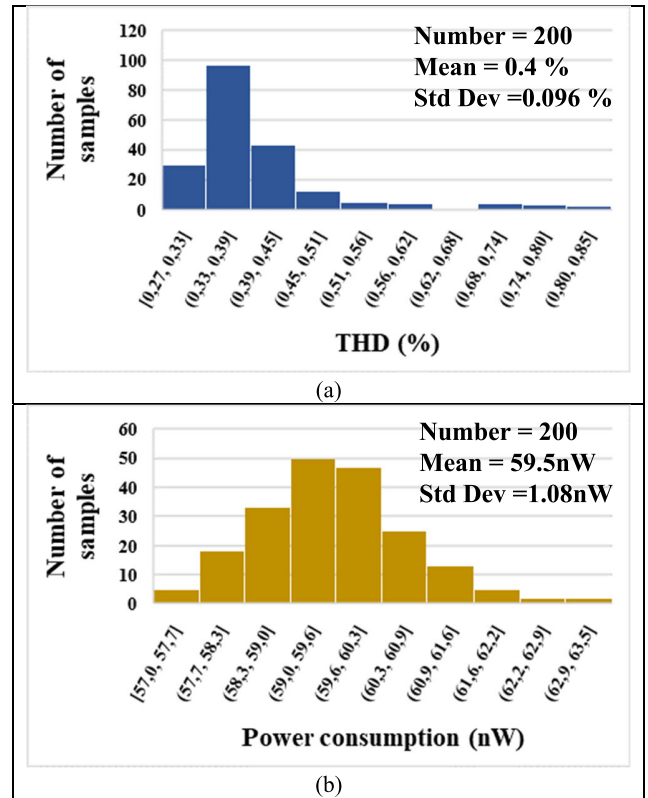 120
100
80
60
40
20
0
Number of
samples
Number = 200
Mean = 0.4 %
Std Dev =0.096 %
[0,27, 0,33]
(0,33, 0,39]
(0,39, 0,45]
(0,45, 0,51]
(0,51, 0,56]
(0,56, 0,62]
(0,62, 0,68]
(0,68, 0,74]
(0,74, 0,80]
(0,80, 0,85]
THD (%)
(a)
60
50
40
30
20
10
0
Number of
samples
Number = 200
Mean = 59.5nW
Std Dev =1.08nW
[57,0, 57,7]
(57,7, 58,3]
(58,3, 59,0]
(59,0, 59,6]
(59,6, 60,3]
(60,3, 60,9]
(60,9, 61,6]
(61,6, 62,2]
(62,2, 62,9]
(62,9, 63,5]
Power consumption (nW)
(b)